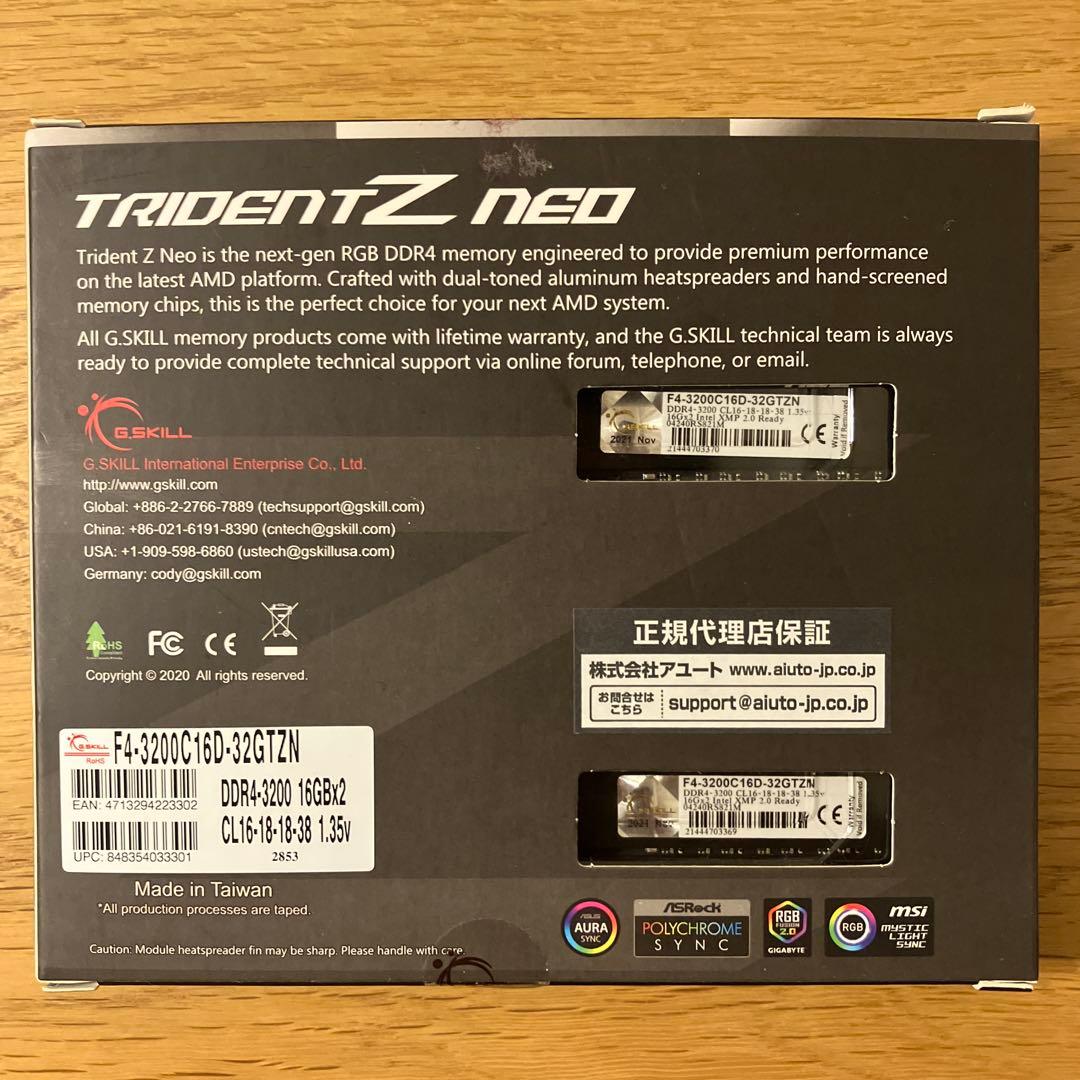 TRIDENTZ NEO
Trident Z Neo is the next-gen RGB DDR4 memory engineered to provide premium performance
on the latest AMD platform. Crafted with dual-toned aluminum heatspreaders and hand-screened
memory chips, this is the perfect choice for your next AMD system.
All G.SKILL memory products come with lifetime warranty, and the G.SKILL technical team is always
ready to provide complete technical support via online forum, telephone, or email.
G.SKILL
G.SKILL International Enterprise Co., Ltd.
http://www.gskill.com
Global: +886-2-2766-7889 (techsupport@gskill.com)
China: +86-021-6191-8390 (cntech@gskill.com)
USA: +1-909-598-6860 (ustech@gskillusa.com)
Germany: cody@gskill.com
F4-3200C16D-32GTZN
DDR4-3200 CL16-18-18-38 1.35v
16Gx2 Intel XMP 2.0 Ready
04240RS821M
G.SKILL
2021 Nov
21444703370
CE
Warranty
Void if Removed
RoHS
FC CE
Copyright © 2020 All rights reserved.
正規代理店保証
株式会社アユート www.aiuto-jp.co.jp
お問合せは
こちら
support@aiuto-jp.co.jp
G.SKILL
RoHS
F4-3200C16D-32GTZN
EAN: 4713294223302
DDR4-3200 16GBx2
CL16-18-18-38 1.35v
UPC: 848354033301
2853
F4-3200C16D-32GTZN
DDR4-3200 CL16-18-18-38 1.35v
16Gx2 Intel XMP 2.0 Ready
04240RS821M
G.SKILL
2021 Nov
21444703369
CE
Warranty
Void if Removed
Made in Taiwan
*All production processes are taped.
Caution: Module heatspreader fin may be sharp. Please handle with care.
ASUS
AURA
SYNC
ASRock
POLYCHROME
SYNC
RGB
FUSION
2.0
GIGABYTE
RGB
msi
MYSTIC
LIGHT
SYNC